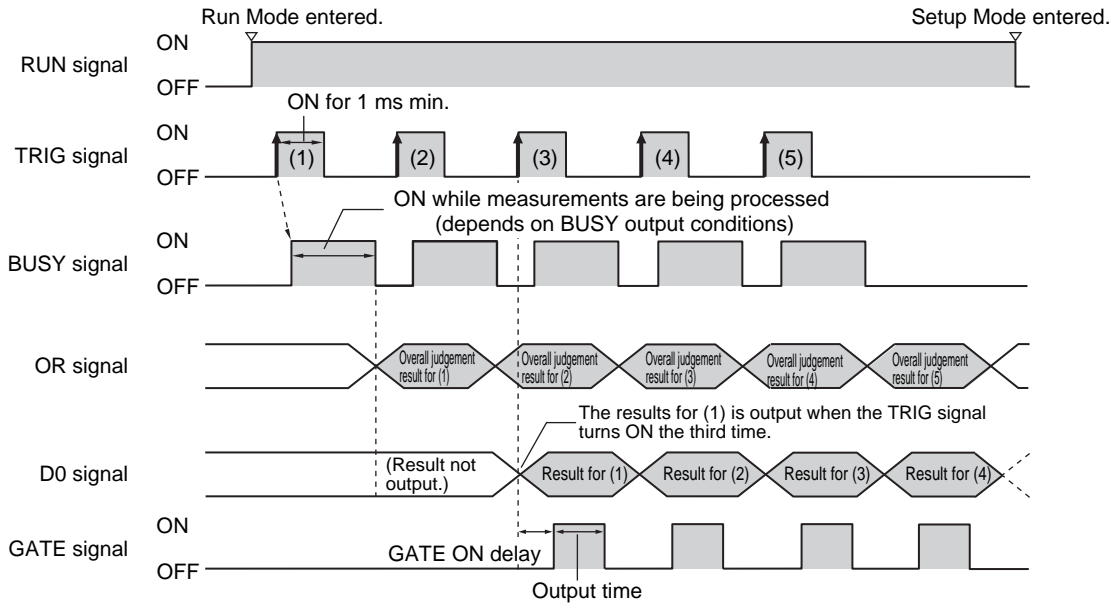 Run Mode entered.
Setup Mode entered.
RUN signal
ON
OFF
ON for 1 ms min.
TRIG signal
ON
OFF
(1)
(2)
(3)
(4)
(5)
ON while measurements are being processed
(depends on BUSY output conditions)
BUSY signal
ON
OFF
OR signal
Overall judgement
result for (1)
Overall judgement
result for (2)
Overall judgement
result for (3)
Overall judgement
result for (4)
Overall judgement
result for (5)
The results for (1) is output when the TRIG signal
turns ON the third time.
D0 signal
(Result not
output.)
Result for (1)
Result for (2)
Result for (3)
Result for (4)
GATE signal
ON
OFF
GATE ON delay
Output time